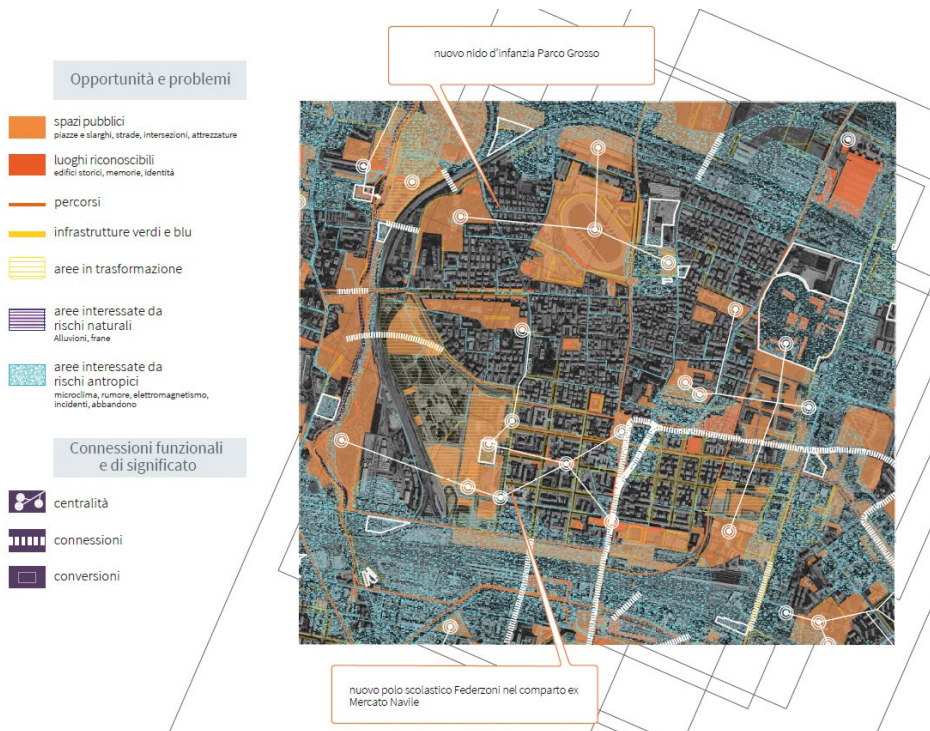 nuovo nido d'infanzia Parco Grosso
Opportunità e problemi
spazi pubblici
piazze e slarghi, strade, intersezioni, attrezzature
luoghi riconoscibili
edifici storici, memorie, identità
percorsi
infrastrutture verdi e blu
aree in trasformazione
aree interessate da
rischi naturali
Alluvioni, frane
aree interessate da
rischi antropici
microclima, rumore, elettromagnetismo,
incidenti, abbandono
Connessioni funzionali
e di significato
centralità
connessioni
conversioni
nuovo polo scolastico Federzoni nel comparto ex
Mercato Navile